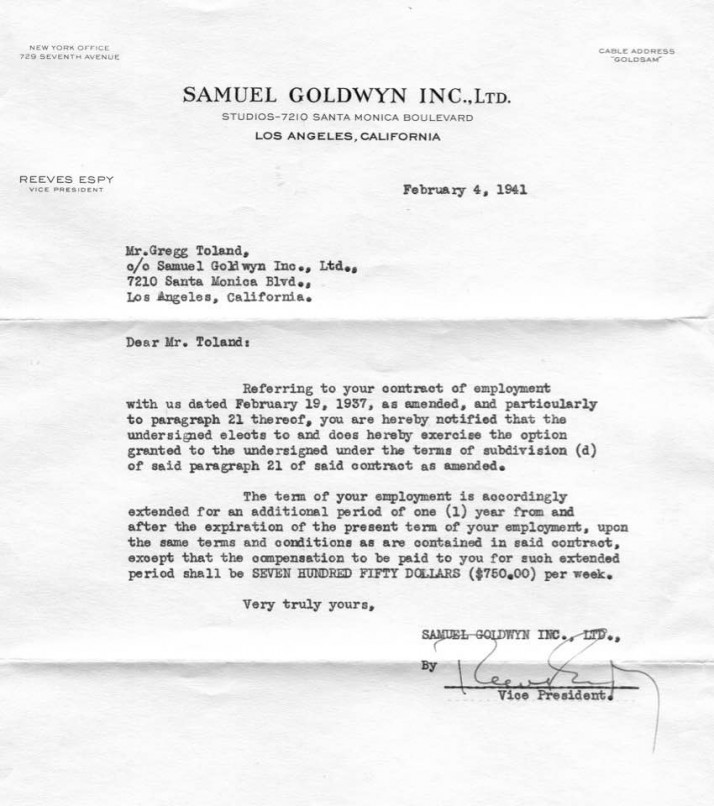 NEW YORK OFFICE
729 SEVENTH AVENUE
CABLE ADDRESS
"GOLDSAM"
SAMUEL GOLDWYN INC., LTD.
STUDIOS-7210 SANTA MONICA BOULEVARD
LOS ANGELES, CALIFORNIA
REEVES ESPY
VICE PRESIDENT
February 4, 1941
Mr.Gregg Toland,
c/o Samuel Goldwyn Inc., Ltd.,
7210 Santa Monica Blvd.,
Los Angeles, California.
Dear Mr. Toland:
Referring to your contract of employment
with us dated February 19, 1937, as amended, and particularly
to paragraph 21 thereof, you are hereby notified that the
undersigned elects to and does hereby exercise the option
granted to the undersigned under the terms of subdivision (d)
of said paragraph 21 of said contract as amended.
The term of your employment is accordingly
extended for an additional period of one (1) year from and
after the expiration of the present term of your employment, upon
the same terms and conditions as are contained in said contract,
except that the compensation to be paid to you for such extended
period shall be SEVEN HUNDRED FIFTY DOLLARS ($750.00) per week.
Very truly yours,
SAMUEL GOLDWYN INC., LTD.,
By Reeves Espy
Vice President.